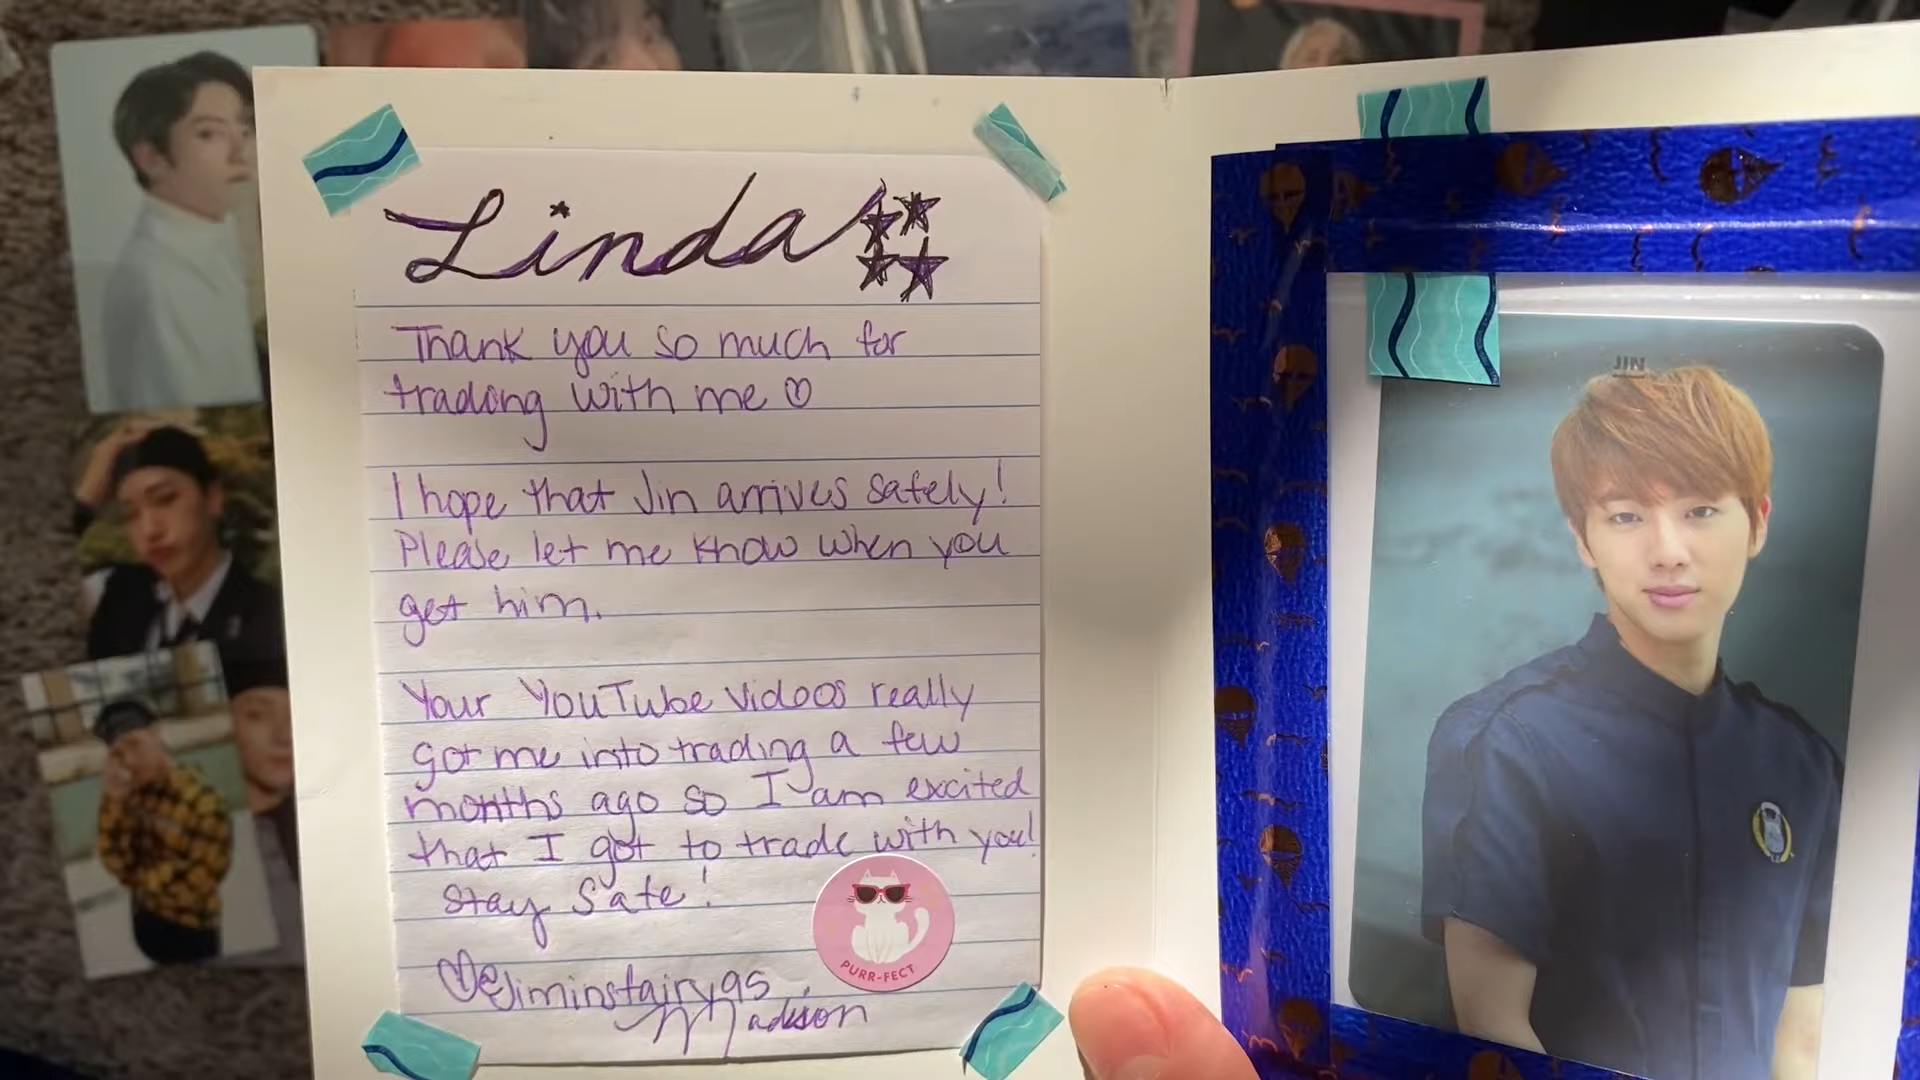 Linda
Thank you so much for
trading with me
I hope that Jin arrives safely!
Please let me know when you
get him.
Your YouTube videos really
got me into trading a few
months ago so I am excited
that I got to trade with you!
Stay Safe!
@jiminsfairy95
Madison
PURR-FECT
JIN